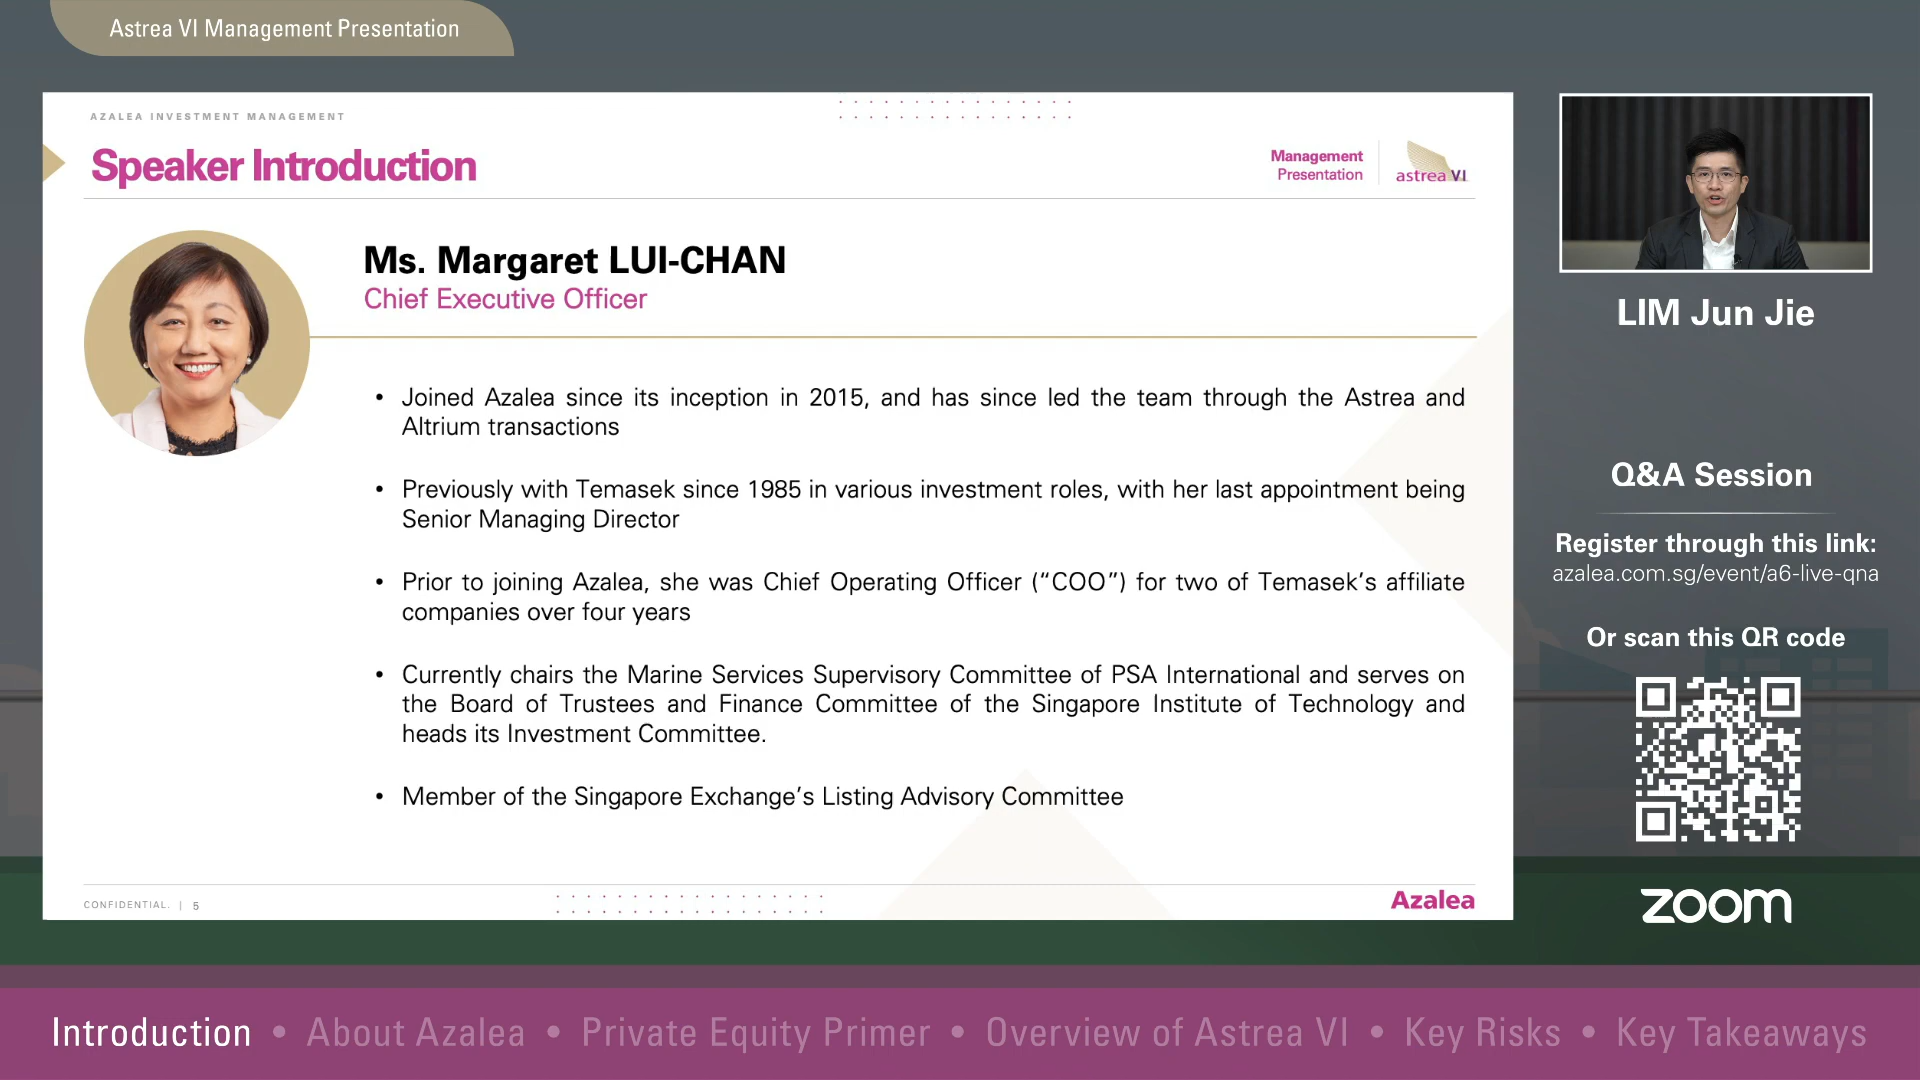 Astrea VI Management Presentation
AZALEA INVESTMENT MANAGEMENT
Speaker Introduction
Management
Presentation
astrea VI
Ms. Margaret LUI-CHAN
Chief Executive Officer
• Joined Azalea since its inception in 2015, and has since led the team through the Astrea and
Altrium transactions
• Previously with Temasek since 1985 in various investment roles, with her last appointment being
Senior Managing Director
• Prior to joining Azalea, she was Chief Operating Officer (“COO”) for two of Temasek’s affiliate
companies over four years
• Currently chairs the Marine Services Supervisory Committee of PSA International and serves on
the Board of Trustees and Finance Committee of the Singapore Institute of Technology and
heads its Investment Committee.
• Member of the Singapore Exchange’s Listing Advisory Committee
CONFIDENTIAL. | 5
Azalea
LIM Jun Jie
Q&A Session
Register through this link:
azalea.com.sg/event/a6-live-qna
Or scan this QR code
zoom
Introduction • About Azalea • Private Equity Primer • Overview of Astrea VI • Key Risks • Key Takeaways